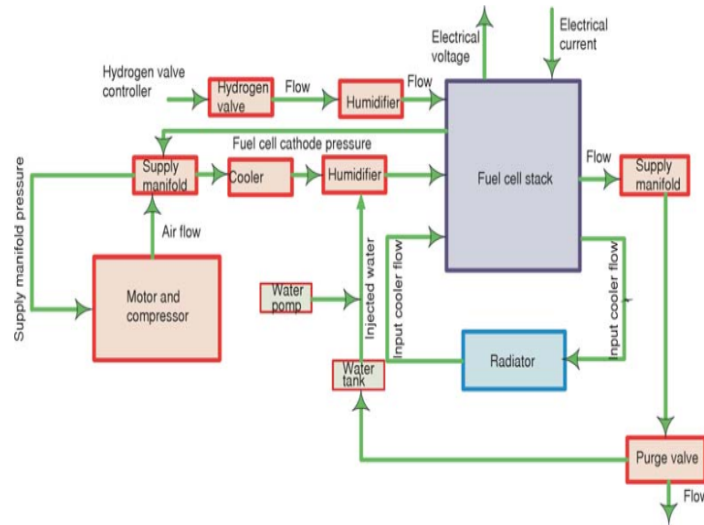 Electrical
voltage
Electrical
current
Hydrogen valve
controller
Hydrogen
valve
Flow
Humidifier
Flow
Fuel cell cathode pressure
Supply
manifold
Cooler
Humidifier
Fuel cell stack
Flow
Supply
manifold
Supply manifold pressure
Air flow
Motor and
compressor
Water
pomp
Injected water
Input cooler flow
Input cooler flow
Radiator
Water
tank
Purge valve
Flow